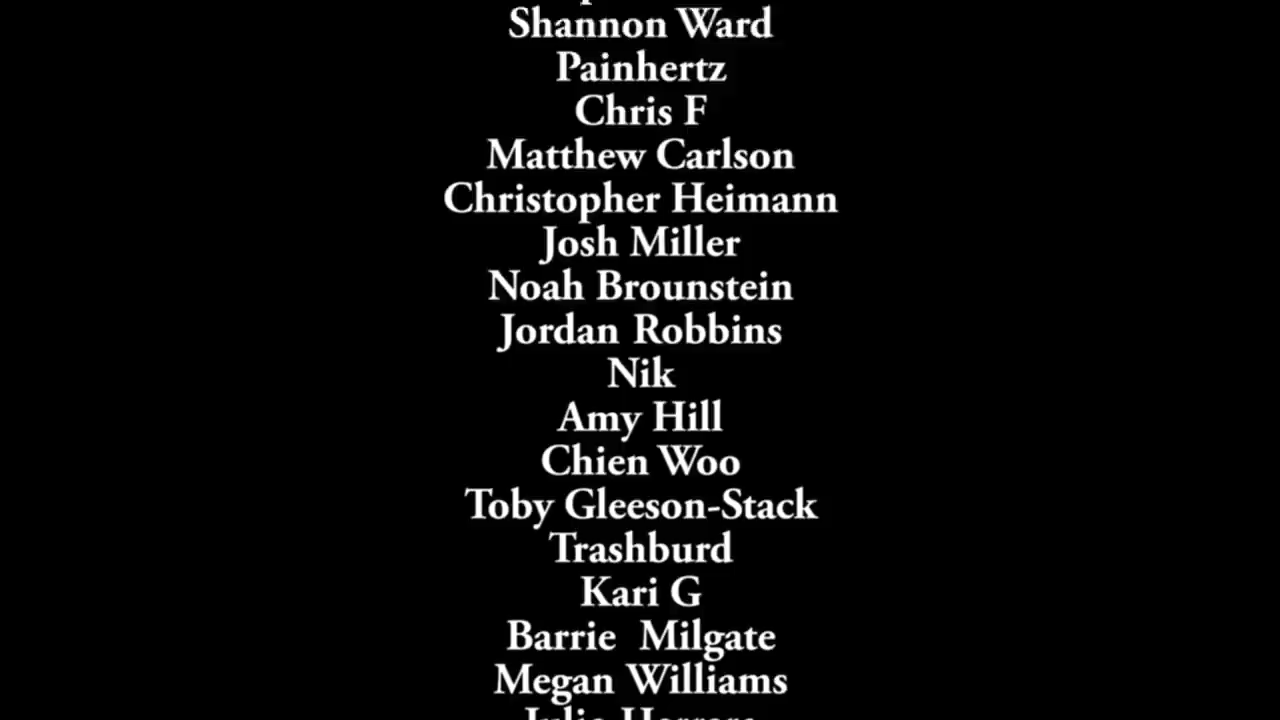 Shannon Ward
Painhertz
Chris F
Matthew Carlson
Christopher Heimann
Josh Miller
Noah Brounstein
Jordan Robbins
Nik
Amy Hill
Chien Woo
Toby Gleeson-Stack
Trashburd
Kari G
Barrie  Milgate
Megan Williams